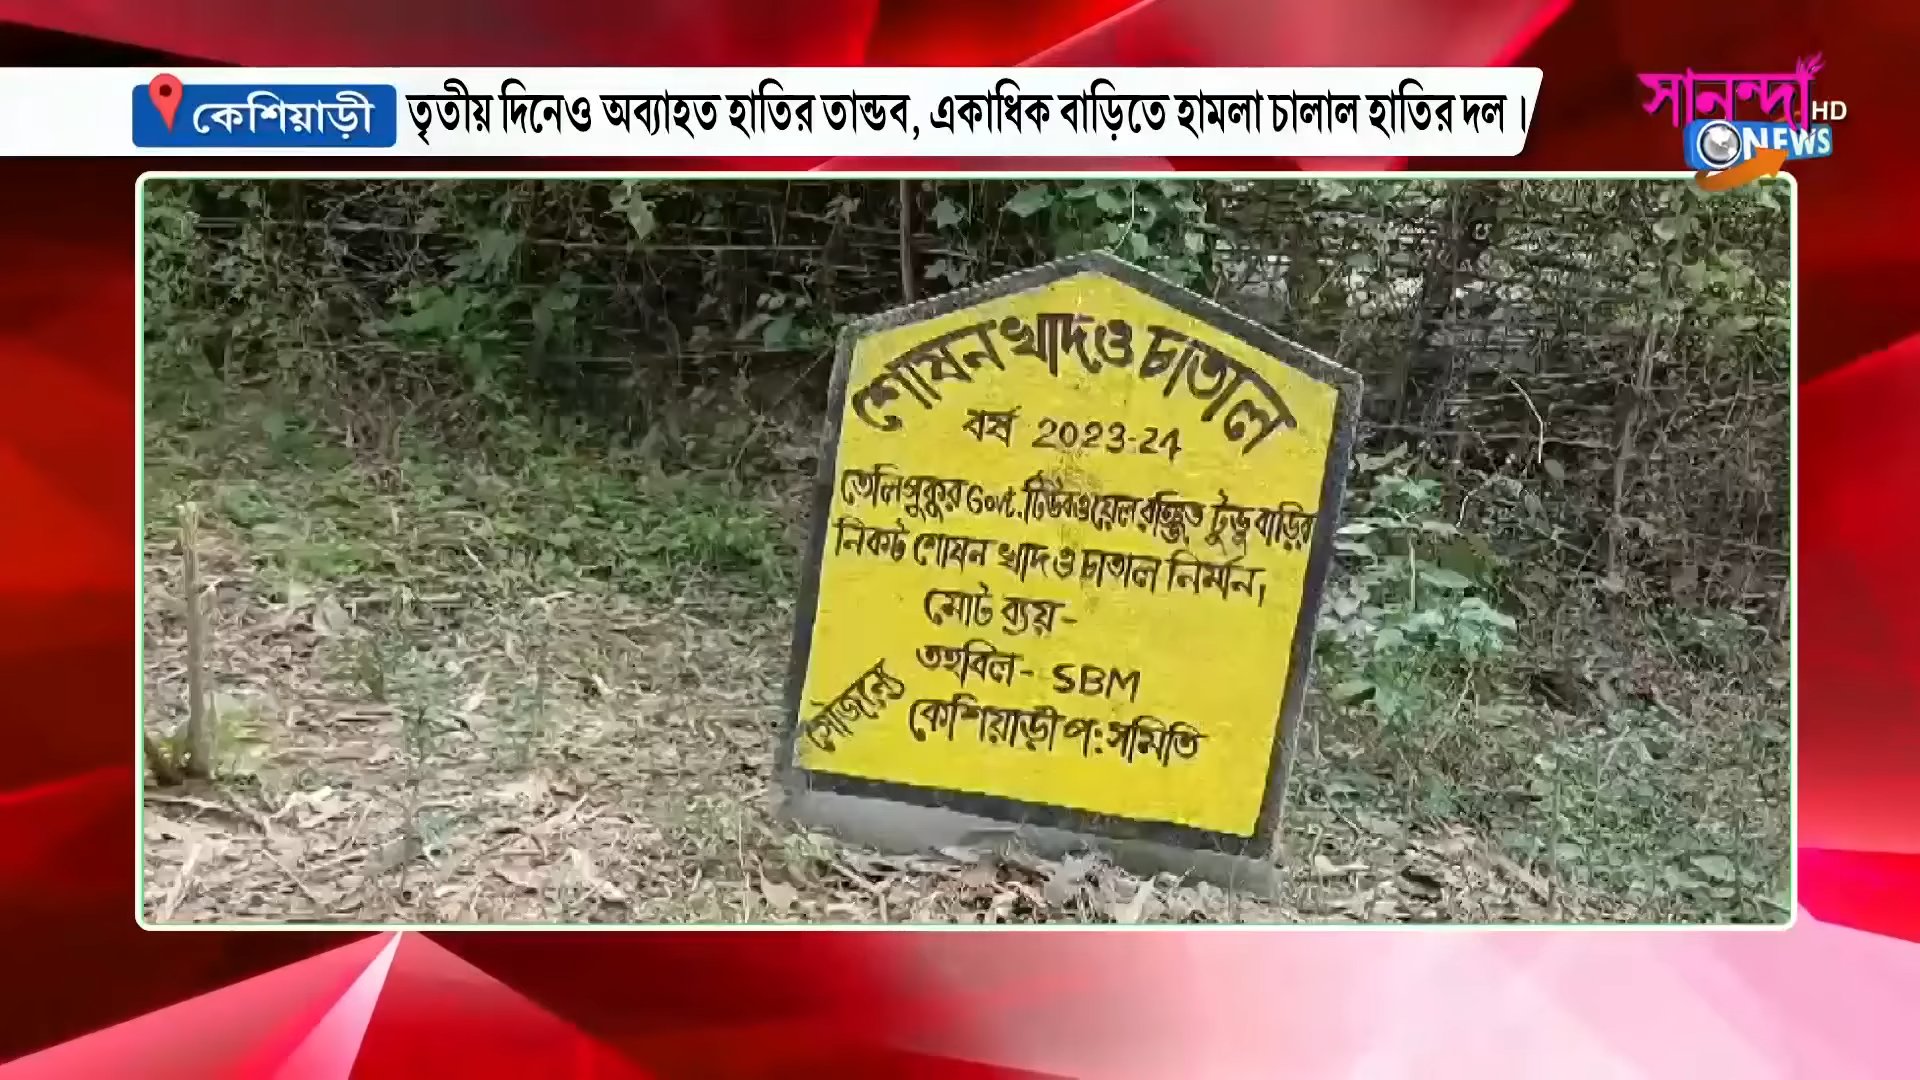 কেশিয়াড়ী তৃতীয় দিনেও অব্যাহত হাতির তান্ডব, একাধিক বাড়িতে হামলা চালাল হাতির দল।
সানন্দা HD
NEWS
শোষন খাদ ও চাতাল
বর্ষ 2023-24
তেলিপুকুর Govt. টিউবওয়েল টুডু বাড়ির
নিকট শোষন খাদ ও চাতাল নির্মান,
মোট ব্যয়-
তহবিল- SBM
সৌজন্যে কেশিয়াড়ী প: সমিতি